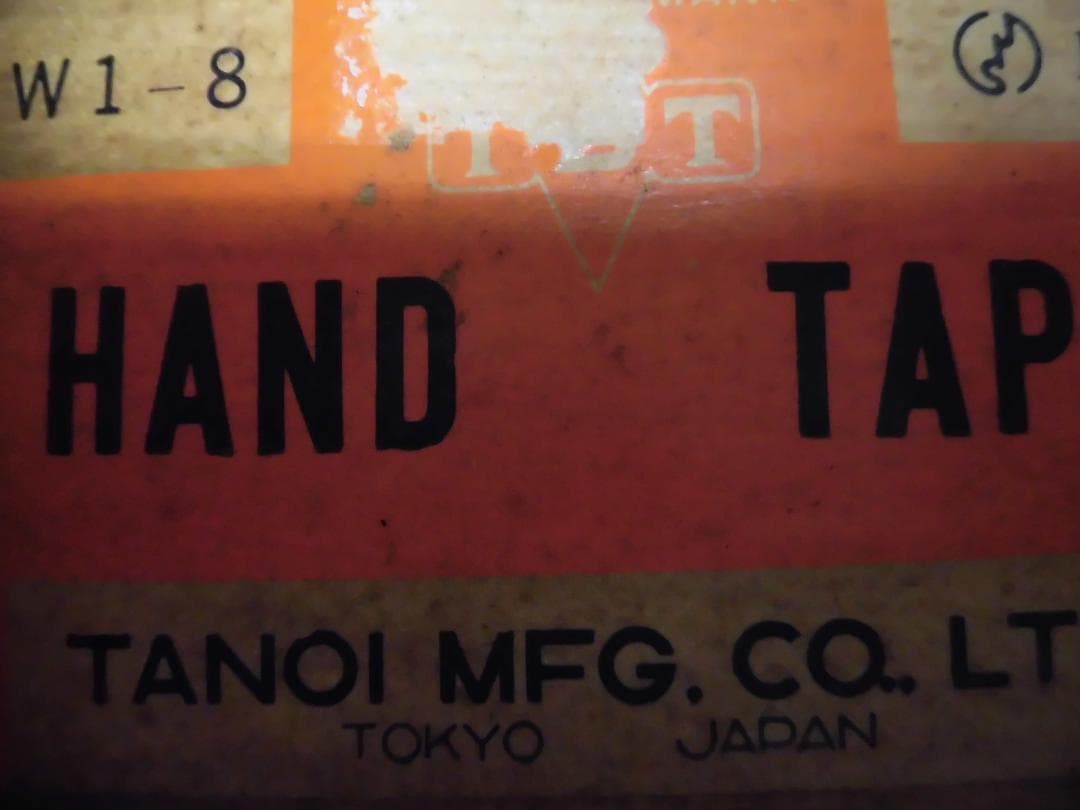 W1-8
T T
HAND TAP
TANOI MFG. CO., LT
TOKYO JAPAN